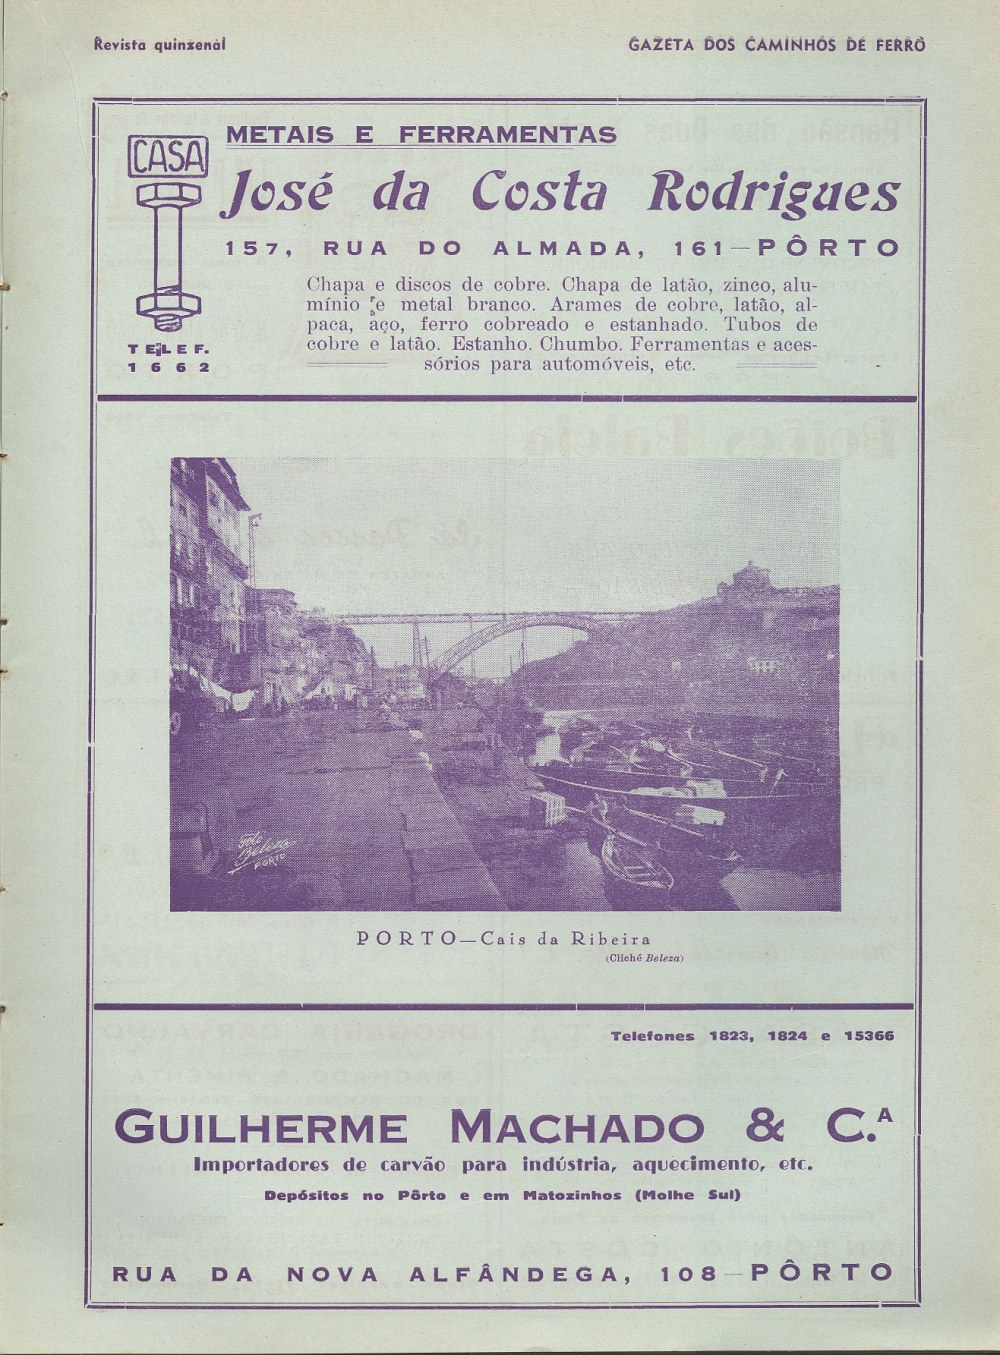 Revista quinzenal
GAZETA DOS CAMINHOS DE FERRO
CASA
METAIS E FERRAMENTAS
José da Costa Rodrigues
157, RUA DO ALMADA, 161—PÔRTO
Chapa e discos de cobre. Chapa de latão, zinco, alu-
mínio e metal branco. Arames de cobre, latão, al-
paca, aço, ferro cobreado e estanhado. Tubos de
cobre e latão. Estanho. Chumbo. Ferramentas e aces-
sórios para automóveis, etc.
TELEF.
1662
Foto
Beleza
PORTO
PORTO—Cais da Ribeira
(Cliché Beleza)
Telefones 1823, 1824 e 15366
GUILHERME MACHADO & C.A
Importadores de carvão para indústria, aquecimento, etc.
Depósitos no Pôrto e em Matozinhos (Molhe Sul)
RUA DA NOVA ALFÂNDEGA, 108—PÔRTO